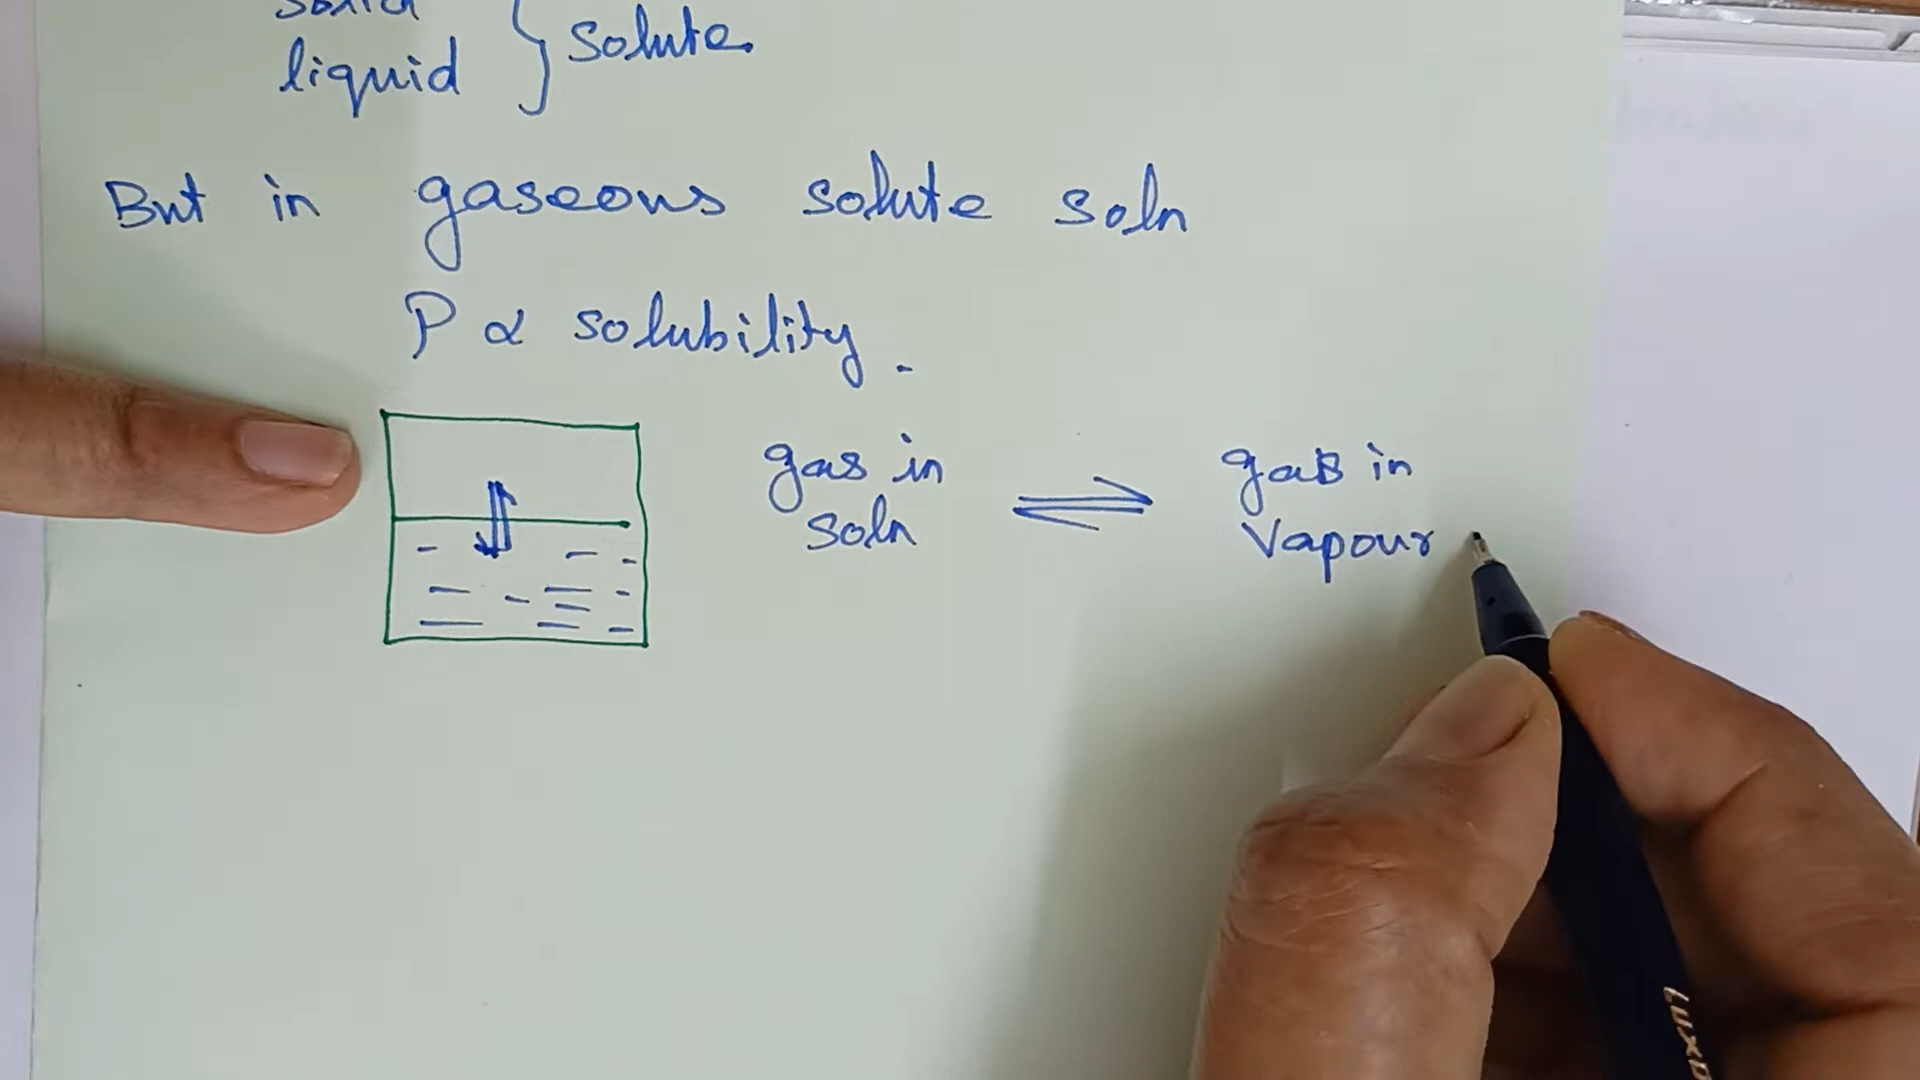 liquid } solute.
But in gaseous solute soln
P ∝ solubility.
gas in soln ⇌ gas in vapour